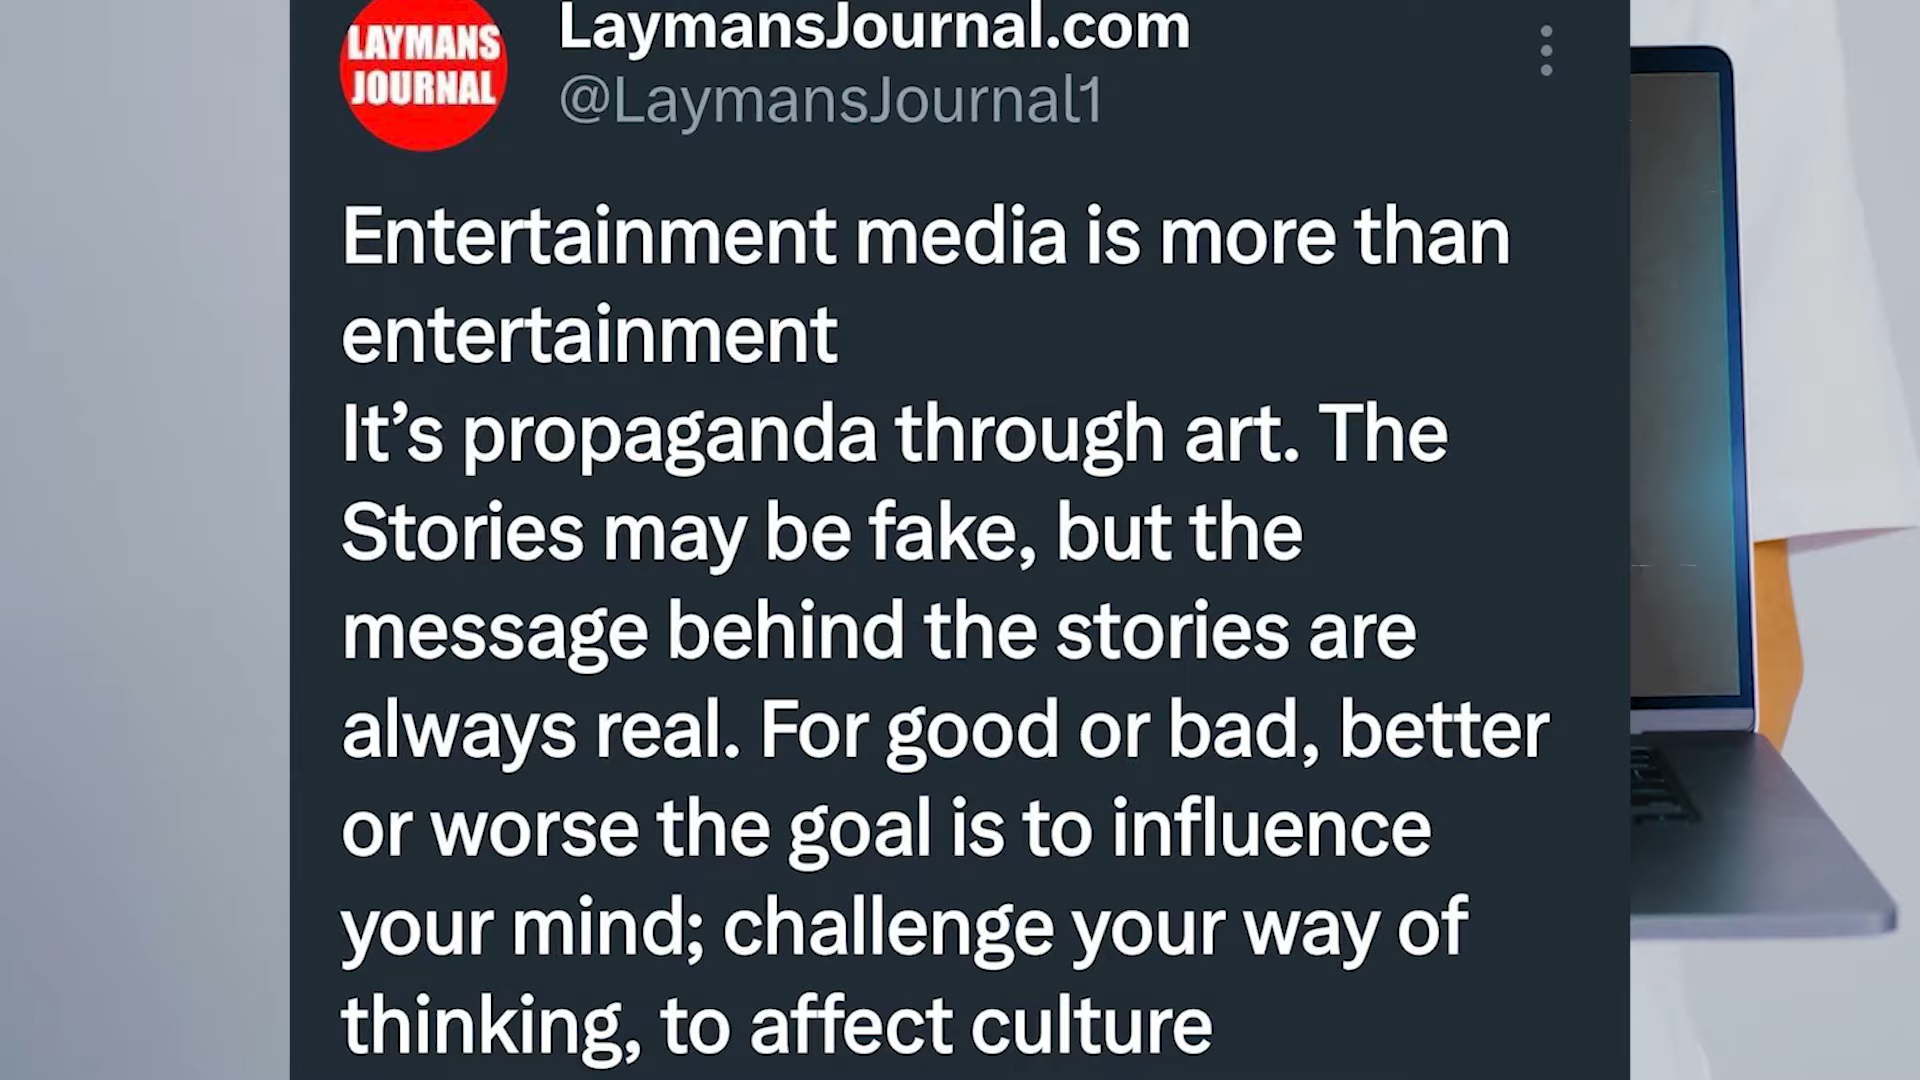 LAYMANS
JOURNAL
LaymansJournal.com
@LaymansJournal1
Entertainment media is more than
entertainment
It’s propaganda through art. The
Stories may be fake, but the
message behind the stories are
always real. For good or bad, better
or worse the goal is to influence
your mind; challenge your way of
thinking, to affect culture